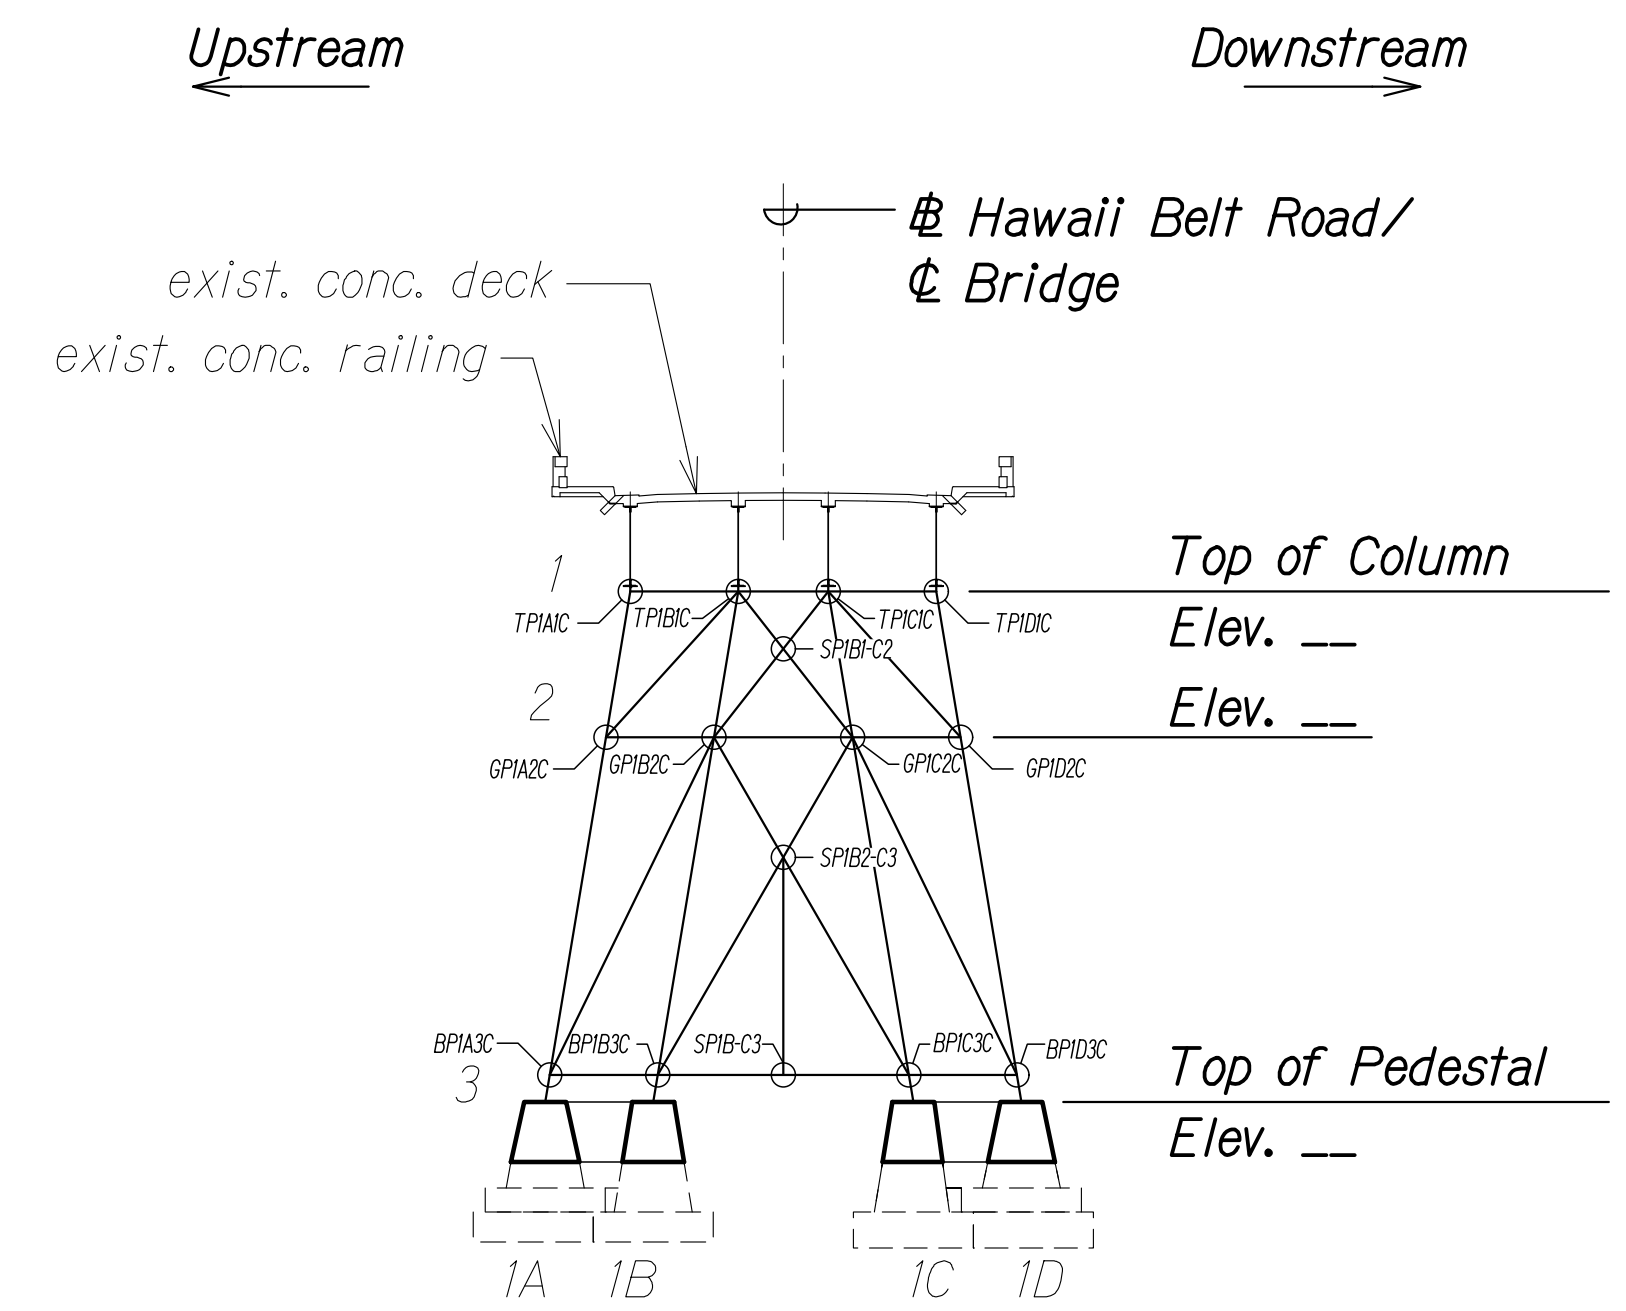 Upstream
Downstream
℄ Hawaii Belt Road/
℄ Bridge
exist. conc. deck
exist. conc. railing
1
Top of Column
TP1A1C
TP1B1C
TP1C1C
TP1D1C
Elev. __
SP1B1-C2
2
Elev. __
GP1A2C
GP1B2C
GP1C2C
GP1D2C
SP1B2-C3
BP1A3C
BP1B3C
SP1B-C3
BP1C3C
BP1D3C
3
Top of Pedestal
Elev. __
1A
1B
1C
1D